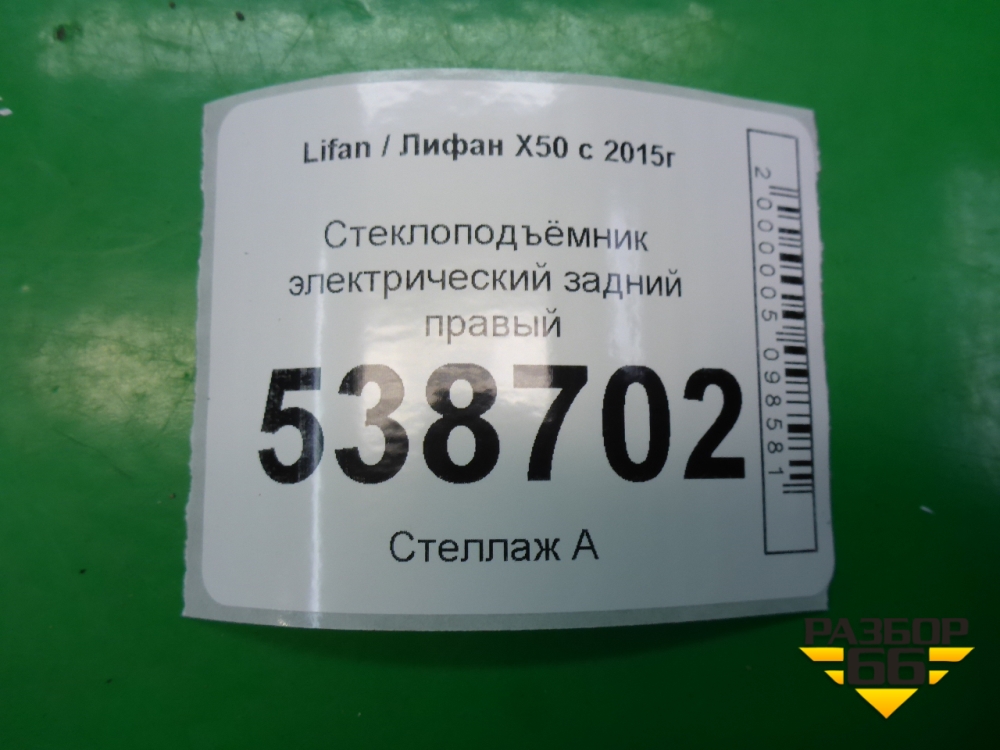 Lifan / Лифан X50 с 2015г
Стеклоподъёмник
электрический задний
правый
538702
Стеллаж А
2000005098581
РАЗБОР
66